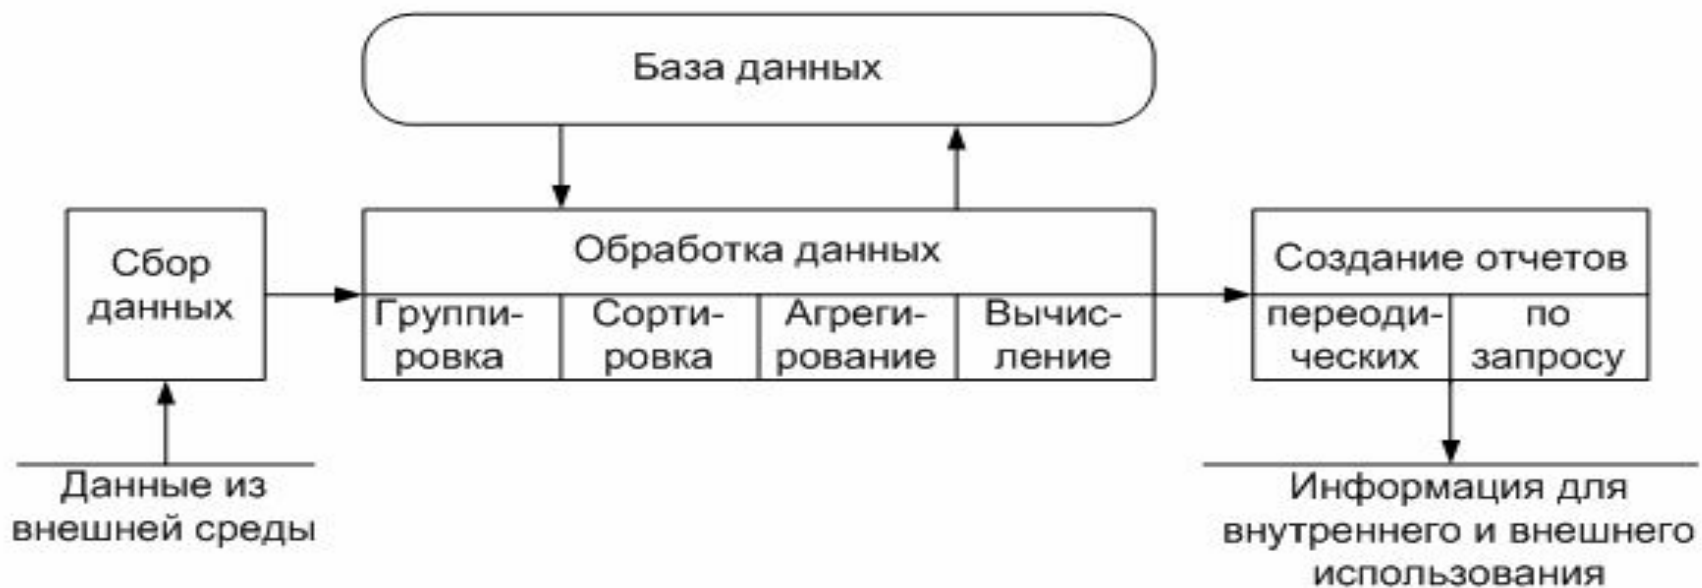 База данных
Сбор
данных
Обработка данных
Группи-
ровка
Сорти-
ровка
Агреги-
рование
Вычис-
ление
Создание отчетов
переоди-
ческих
по
запросу
Данные из
внешней среды
Информация для
внутреннего и внешнего
использования